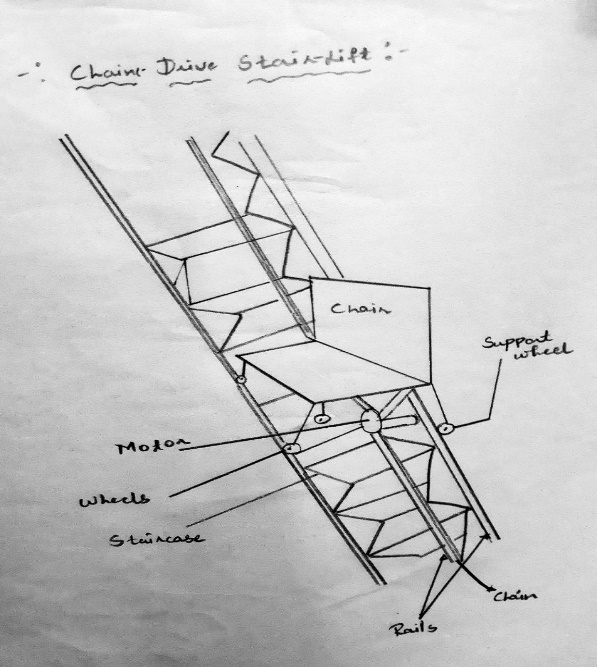 -: Chain-Drive Stair-Lift :-
Chair
Support
wheel
Motor
Wheels
Staircase
Chain
Rails